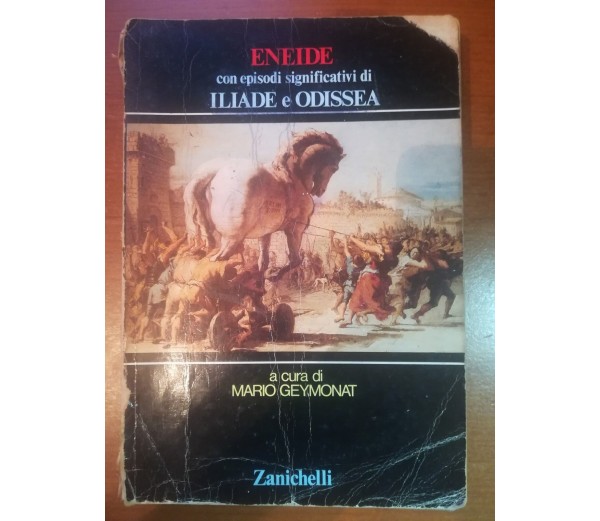 ENEIDE
con episodi significativi di
ILIADE e ODISSEA
a cura di
MARIO GEYMONAT
Zanichelli